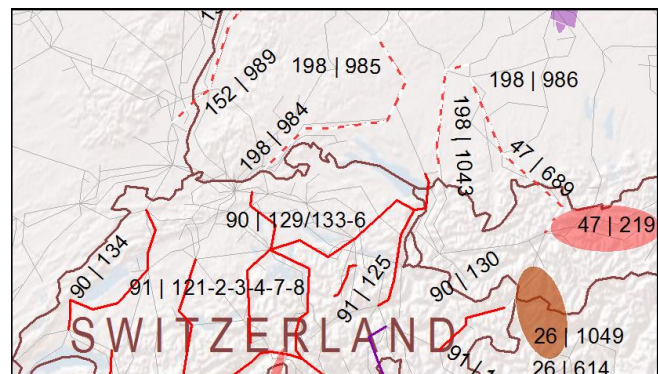 152 | 989
198 | 985
198 | 986
198 | 984
198 | 1043
47 | 689
47 | 219
90 | 129/133-6
90 | 134
91 | 121-2-3-4-7-8
91 | 125
90 | 130
SWITZERLAND
26 | 1049
26 | 614